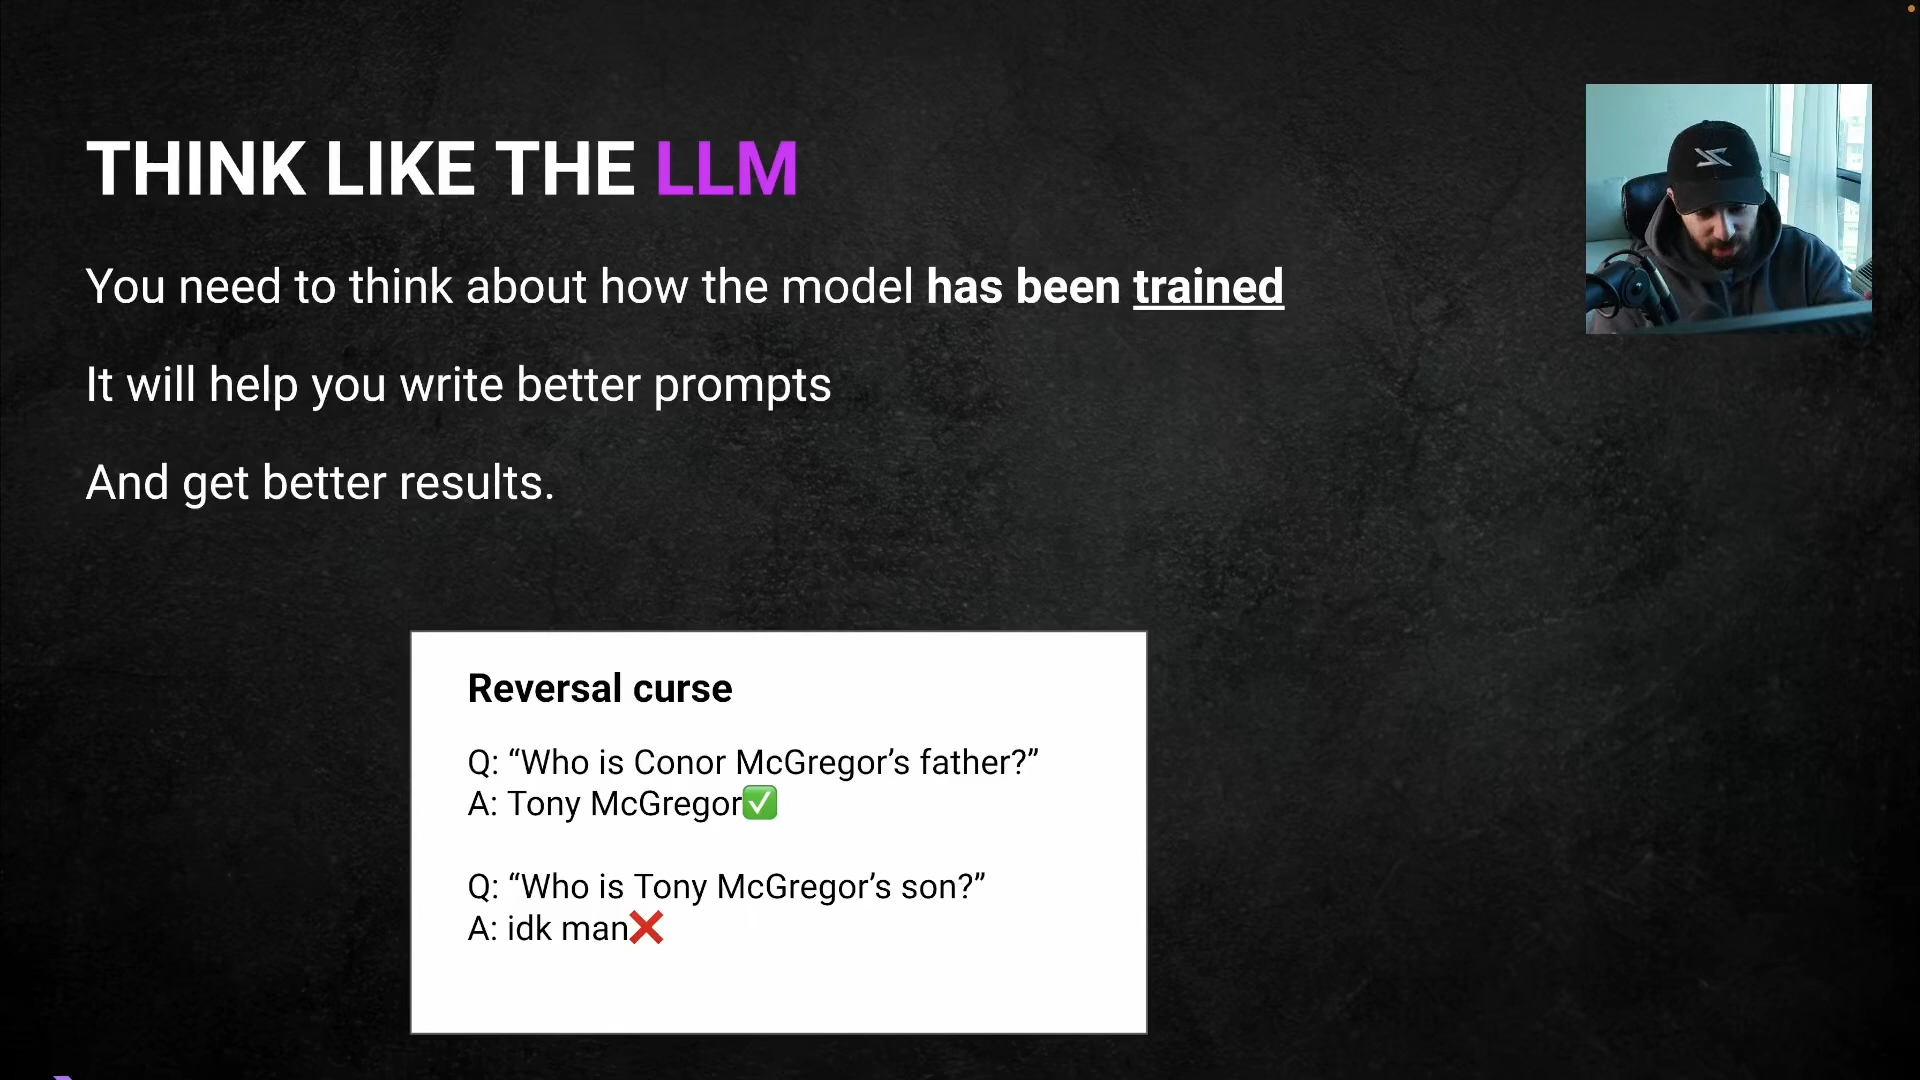 THINK LIKE THE LLM
You need to think about how the model has been trained
It will help you write better prompts
And get better results.
Reversal curse
Q: “Who is Conor McGregor’s father?”
A: Tony McGregor✅
Q: “Who is Tony McGregor’s son?”
A: idk man❌